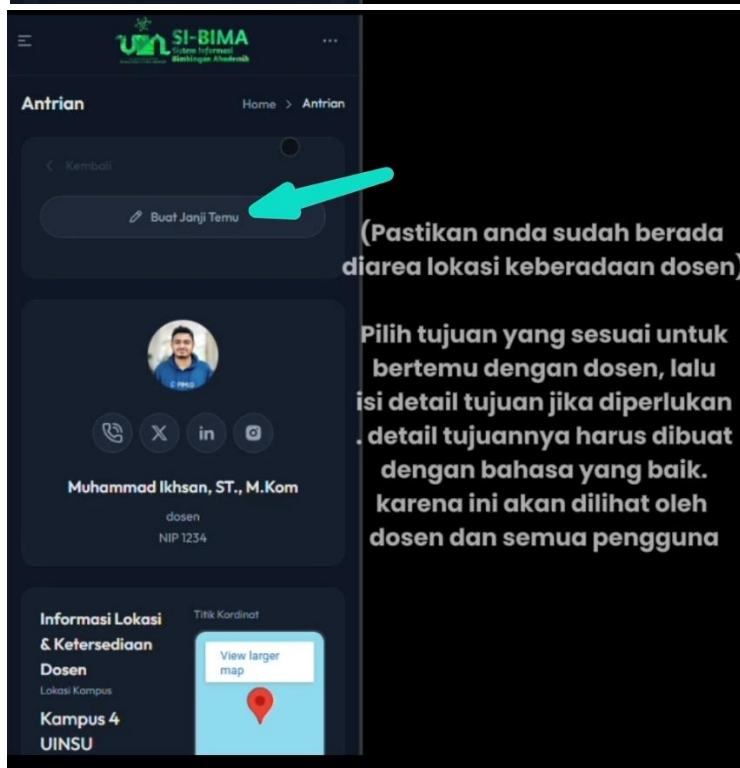 SI-BIMA
Sistem Informasi
Bimbingan Akademik
Antrian
Home > Antrian
Kembali
Buat Janji Temu
Muhammad Ikhsan, ST., M.Kom
dosen
NIP 1234
Informasi Lokasi
& Ketersediaan
Dosen
Lokasi Kampus
Kampus 4
UINSU
Titik Kordinat
View larger
map
(Pastikan anda sudah berada
diarea lokasi keberadaan dosen)
Pilih tujuan yang sesuai untuk
bertemu dengan dosen, lalu
isi detail tujuan jika diperlukan
. detail tujuannya harus dibuat
dengan bahasa yang baik.
karena ini akan dilihat oleh
dosen dan semua pengguna